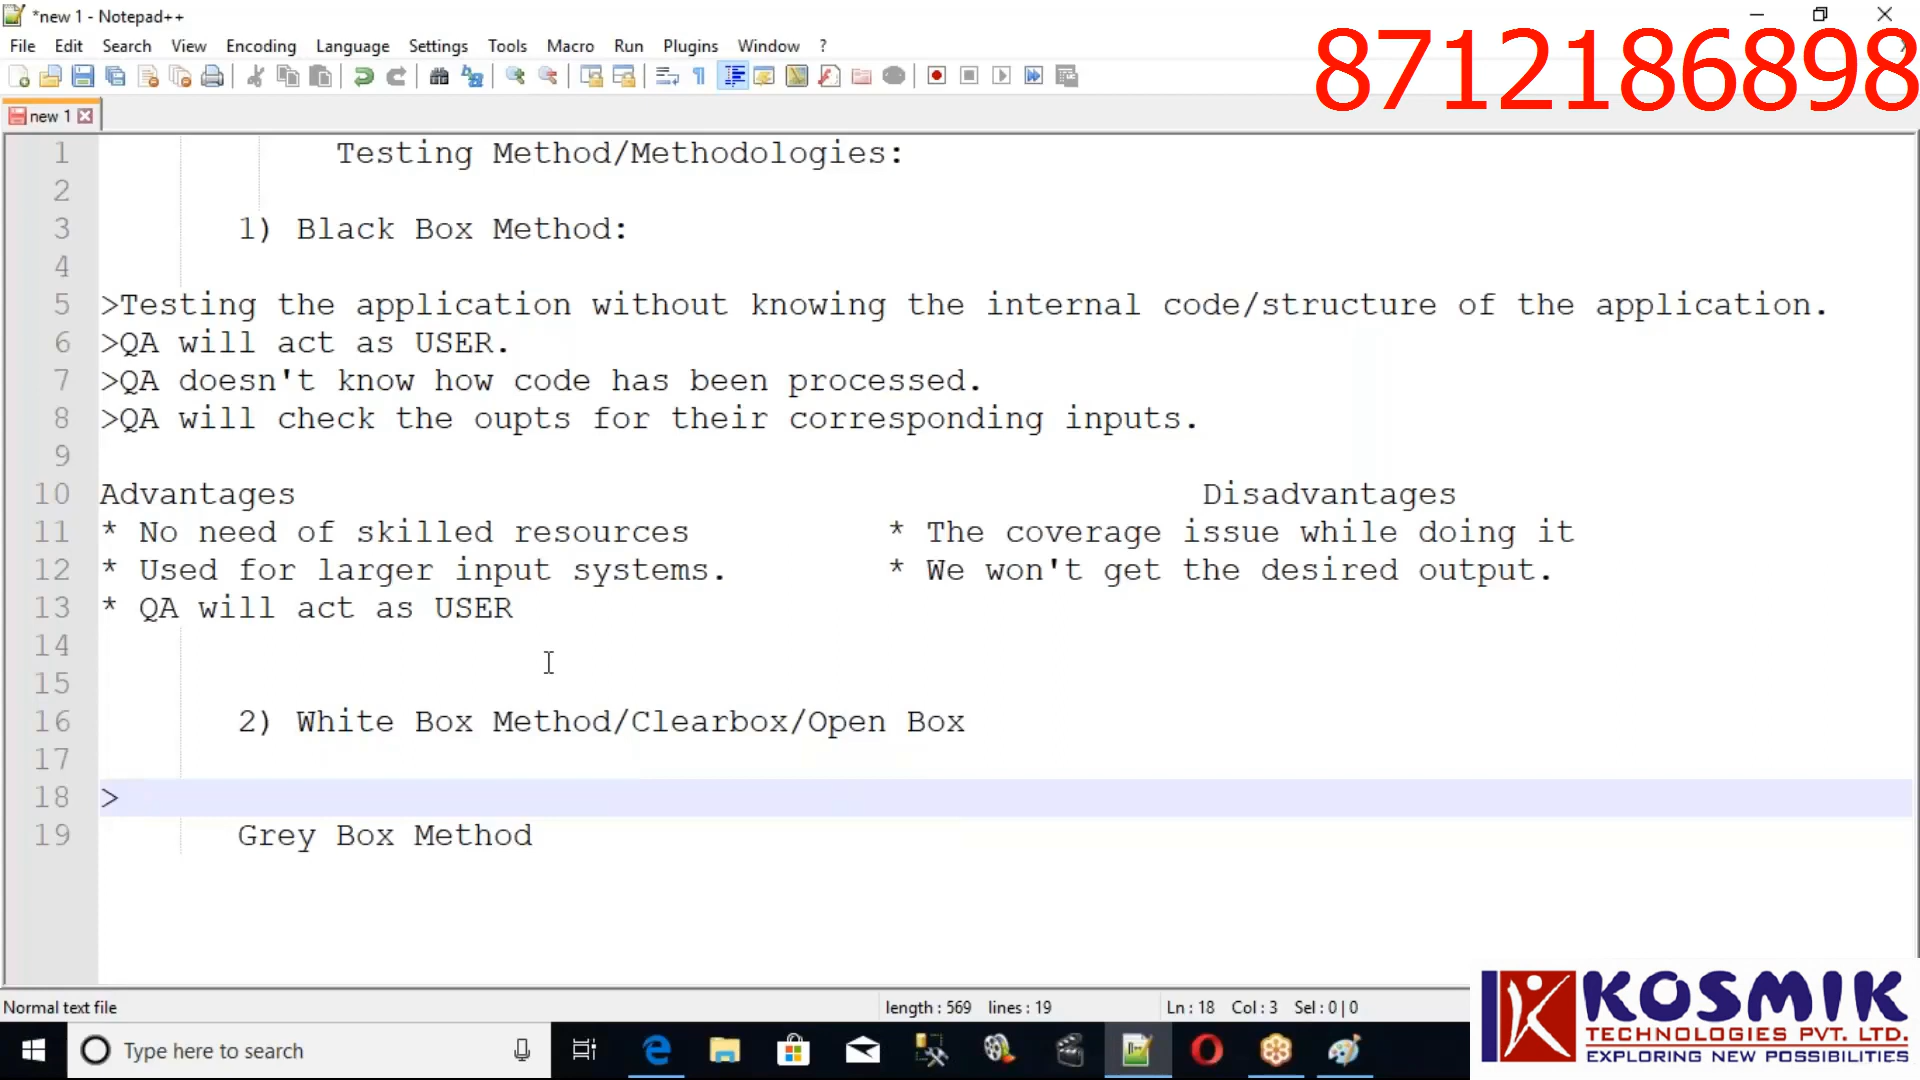 *new 1 - Notepad++
File Edit Search View Encoding Language Settings Tools Macro Run Plugins Window ?
8712186898
new 1
1 Testing Method/Methodologies:
2
3 1) Black Box Method:
4
5 >Testing the application without knowing the internal code/structure of the application.
6 >QA will act as USER.
7 >QA doesn't know how code has been processed.
8 >QA will check the oupts for their corresponding inputs.
9
10 Advantages Disadvantages
11 * No need of skilled resources * The coverage issue while doing it
12 * Used for larger input systems. * We won't get the desired output.
13 * QA will act as USER
14
15
16 2) White Box Method/Clearbox/Open Box
17
18 >
19 Grey Box Method
Normal text file length : 569 lines : 19 Ln : 18 Col : 3 Sel : 0 | 0
Type here to search
KOSMIK
TECHNOLOGIES PVT. LTD.
EXPLORING NEW POSSIBILITIES